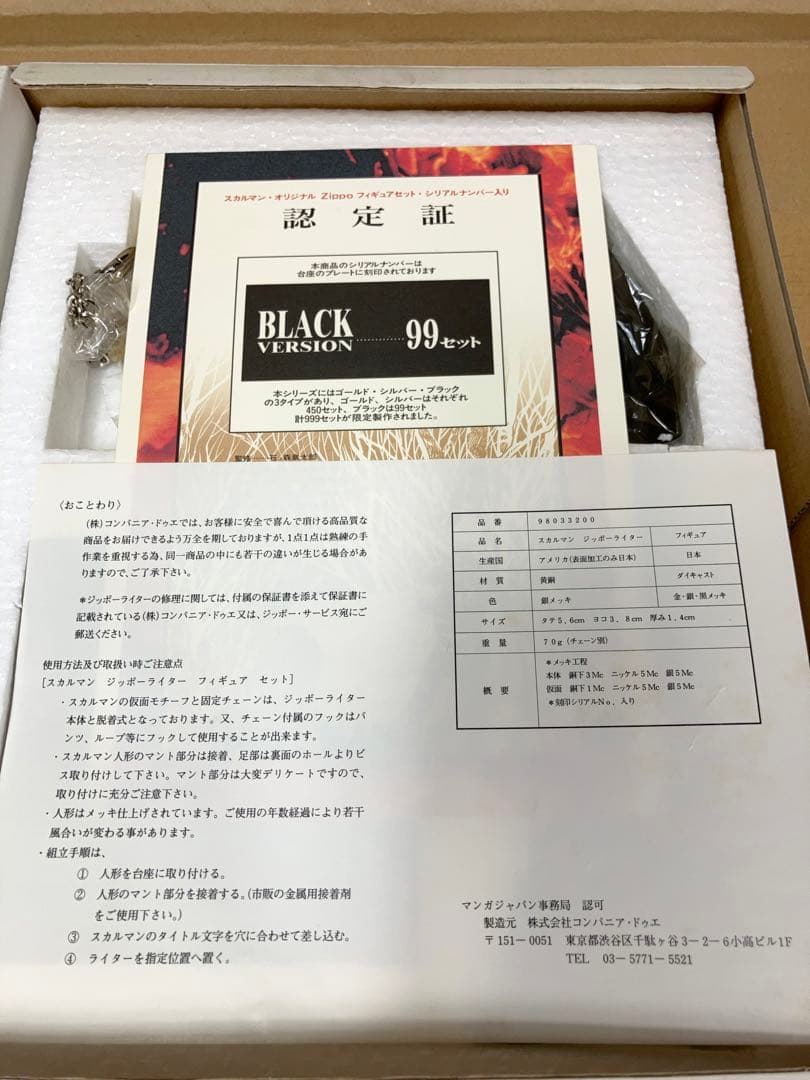 スカルマン・オリジナル Zippo フィギュアセット・シリアルナンバー入り
認定証
本商品のシリアルナンバーは
台座のプレートに刻印されております
BLACK
VERSION ………… 99セット
本シリーズにはゴールド・シルバー・ブラック
の3タイプがあり、ゴールド、シルバーはそれぞれ
450セット、ブラックは99セット
計999セットが限定製作されました。
〈おことわり〉
(株)コンパニア・ドゥエでは、お客様に安全で喜んで頂ける高品質な
商品をお届けできるよう万全を期しておりますが、1点1点は熟練の手
作業を重視する為、同一商品の中にも若干の違いが生じる場合があ
りますので、ご了承下さい。
*ジッポーライターの修理に関しては、付属の保証書を添えて保証書に
記載されている(株)コンパニア・ドゥエ又は、ジッポー・サービス宛にご
郵送ください。
使用方法及び取扱い時ご注意点
[スカルマン ジッポーライター フィギュア セット]
・スカルマンの仮面モチーフと固定チェーンは、ジッポーライター
本体と脱着式となっております。又、チェーン付属のフックはパ
ンツ、ループ等にフックして使用することが出来ます。
・スカルマン人形のマント部分は接着、足部は裏面のホールよりビ
ス取り付けして下さい。マント部分は大変デリケートですので、
取り付けに充分ご注意下さい。
・人形はメッキ仕上げされています。ご使用の年数経過により若干
風合いが変わる事があります。
・組立手順は、
① 人形を台座に取り付ける。
② 人形のマント部分を接着する。(市販の金属用接着剤
をご使用下さい。)
③ スカルマンのタイトル文字を穴に合わせて差し込む。
④ ライターを指定位置へ置く。
品番 98033200
品名 スカルマン ジッポーライター フィギュア
生産国 アメリカ(表面加工のみ日本) 日本
材質 黄銅 ダイキャスト
色 銀メッキ 金・銀・黒メッキ
サイズ タテ5.6cm ヨコ3.8cm 厚み1.4cm
重量 70g(チェーン別)
概要 *メッキ工程
本体 銅下3Mc ニッケル5Mc 銀5Mc
仮面 銅下1Mc ニッケル5Mc 銀5Mc
*刻印シリアルNo.入り
マンガジャパン事務局 認可
製造元 株式会社コンパニア・ドゥエ
〒151-0051 東京都渋谷区千駄ヶ谷3-2-6小高ビル1F
TEL 03-5771-5521